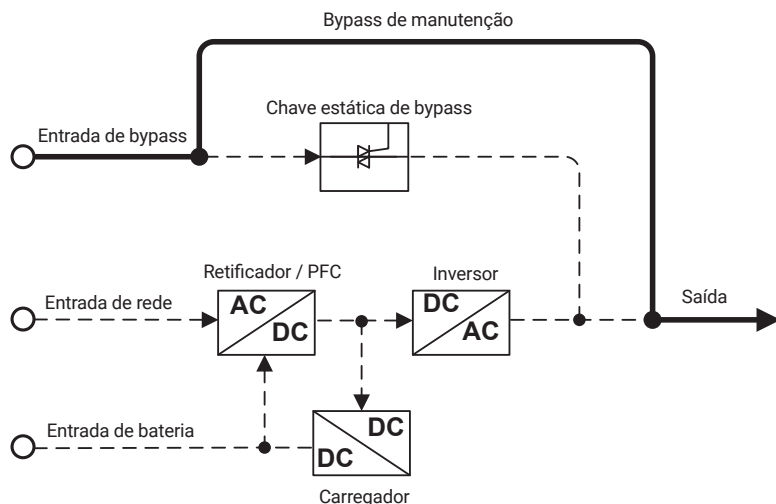 Bypass de manutenção
Chave estática de bypass
Entrada de bypass
Retificador / PFC
Inversor
Entrada de rede
AC
DC
DC
AC
Saída
Entrada de bateria
DC
DC
Carregador